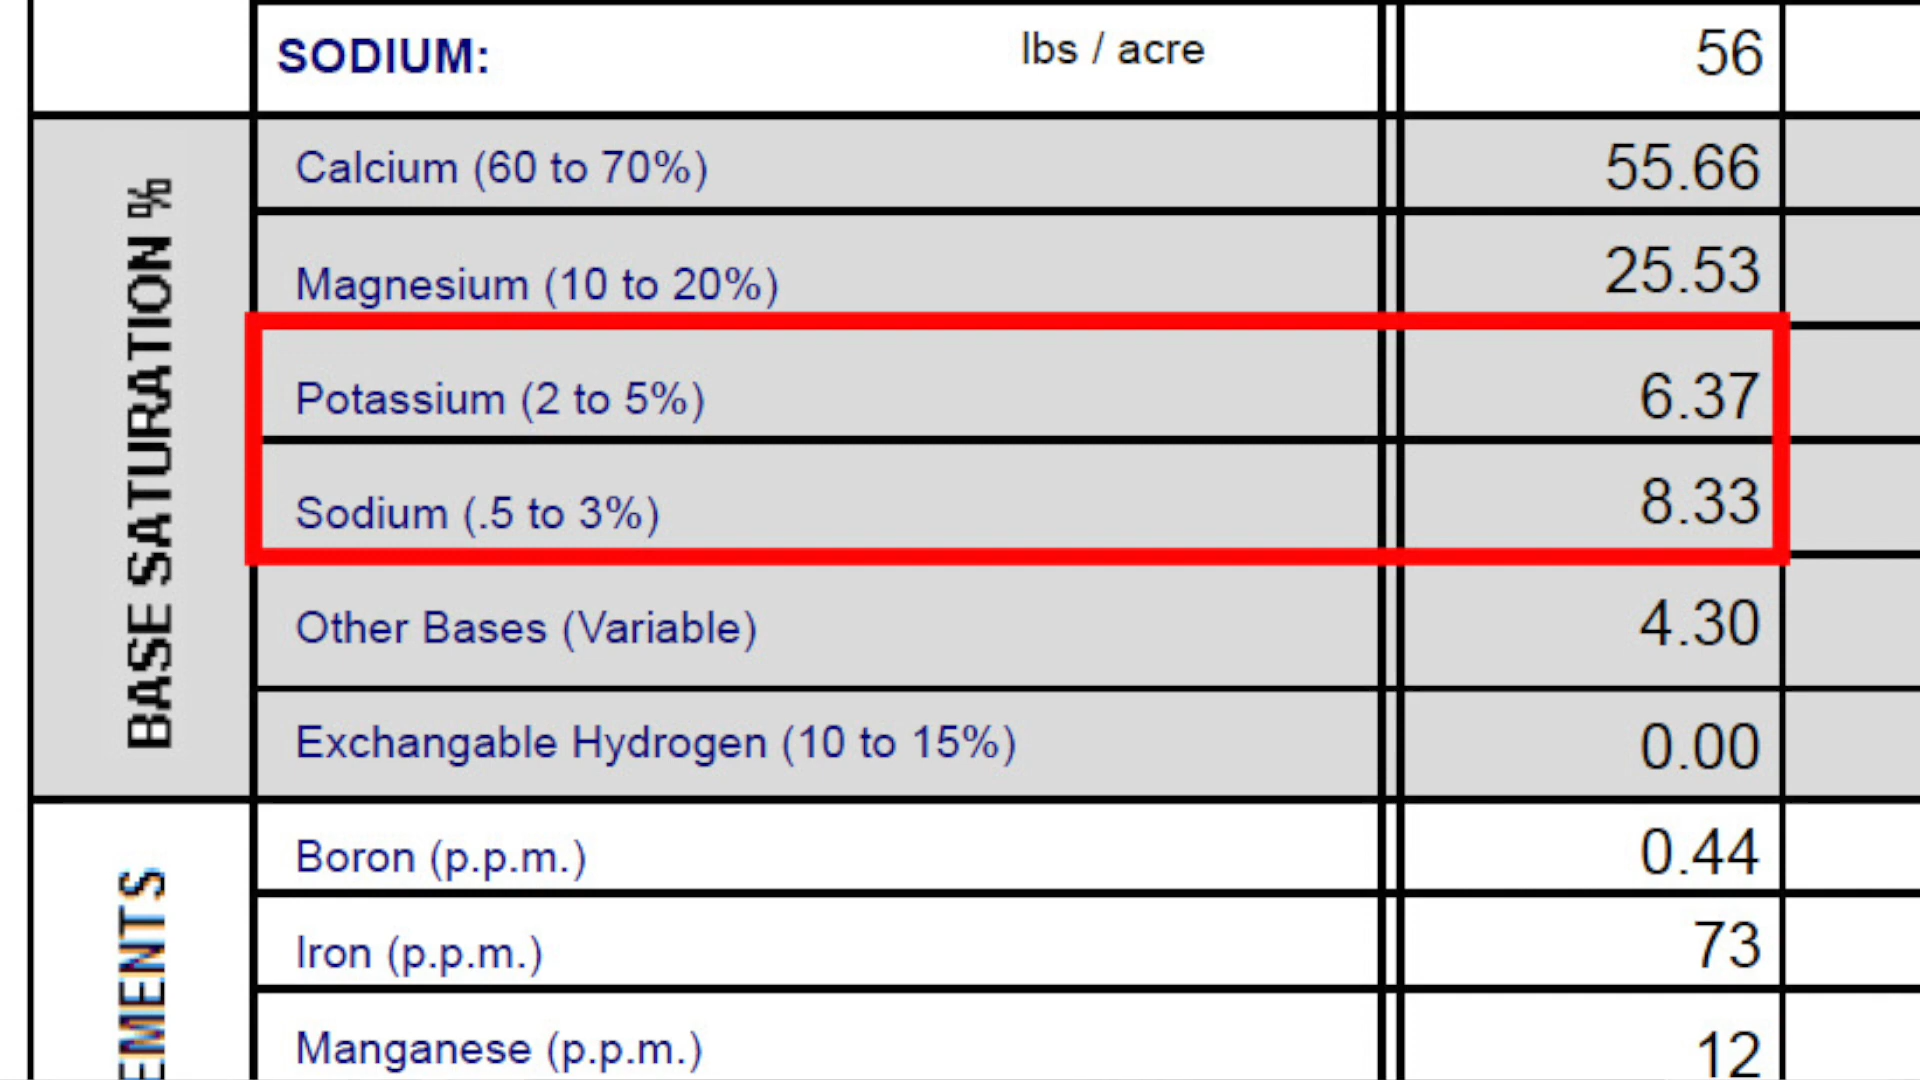 SODIUM: lbs / acre 56
BASE SATURATION %
Calcium (60 to 70%) 55.66
Magnesium (10 to 20%) 25.53
Potassium (2 to 5%) 6.37
Sodium (.5 to 3%) 8.33
Other Bases (Variable) 4.30
Exchangable Hydrogen (10 to 15%) 0.00
EMENTS
Boron (p.p.m.) 0.44
Iron (p.p.m.) 73
Manganese (p.p.m.) 12